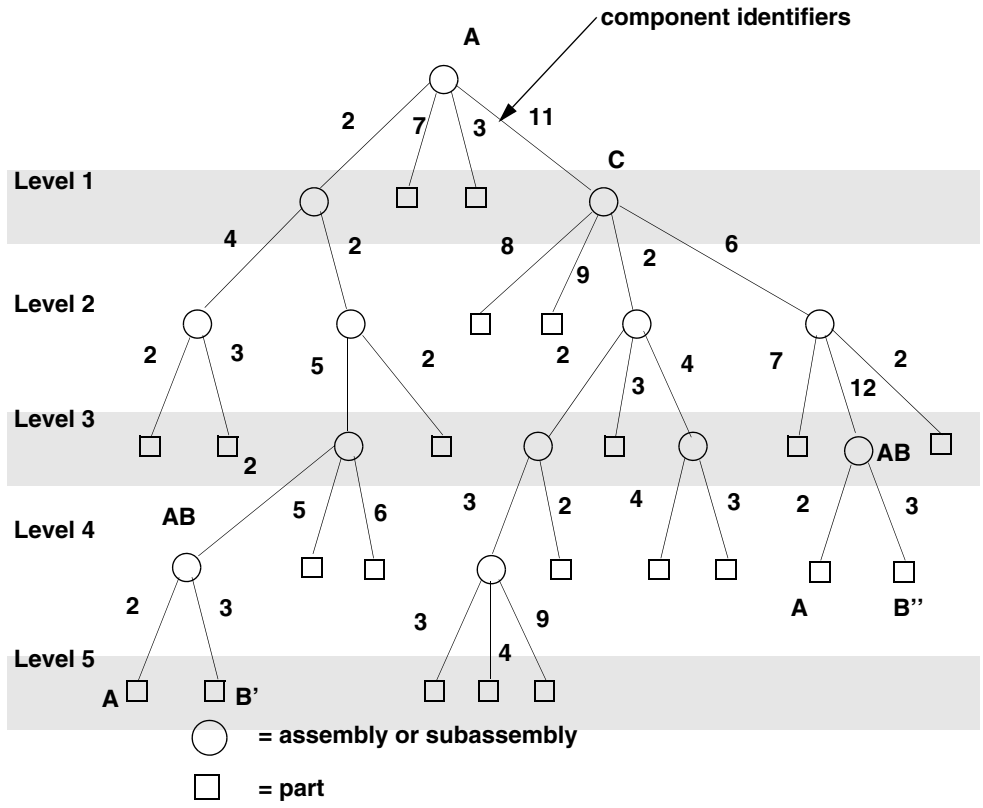 component identifiers
A
2
7
3
11
C
Level 1
4
2
8
9
2
6
Level 2
2
3
5
2
2
3
4
7
12
2
Level 3
2
AB
AB
5
6
3
2
4
3
2
3
Level 4
2
3
3
4
9
A
B’’
Level 5
A
B’
= assembly or subassembly
= part